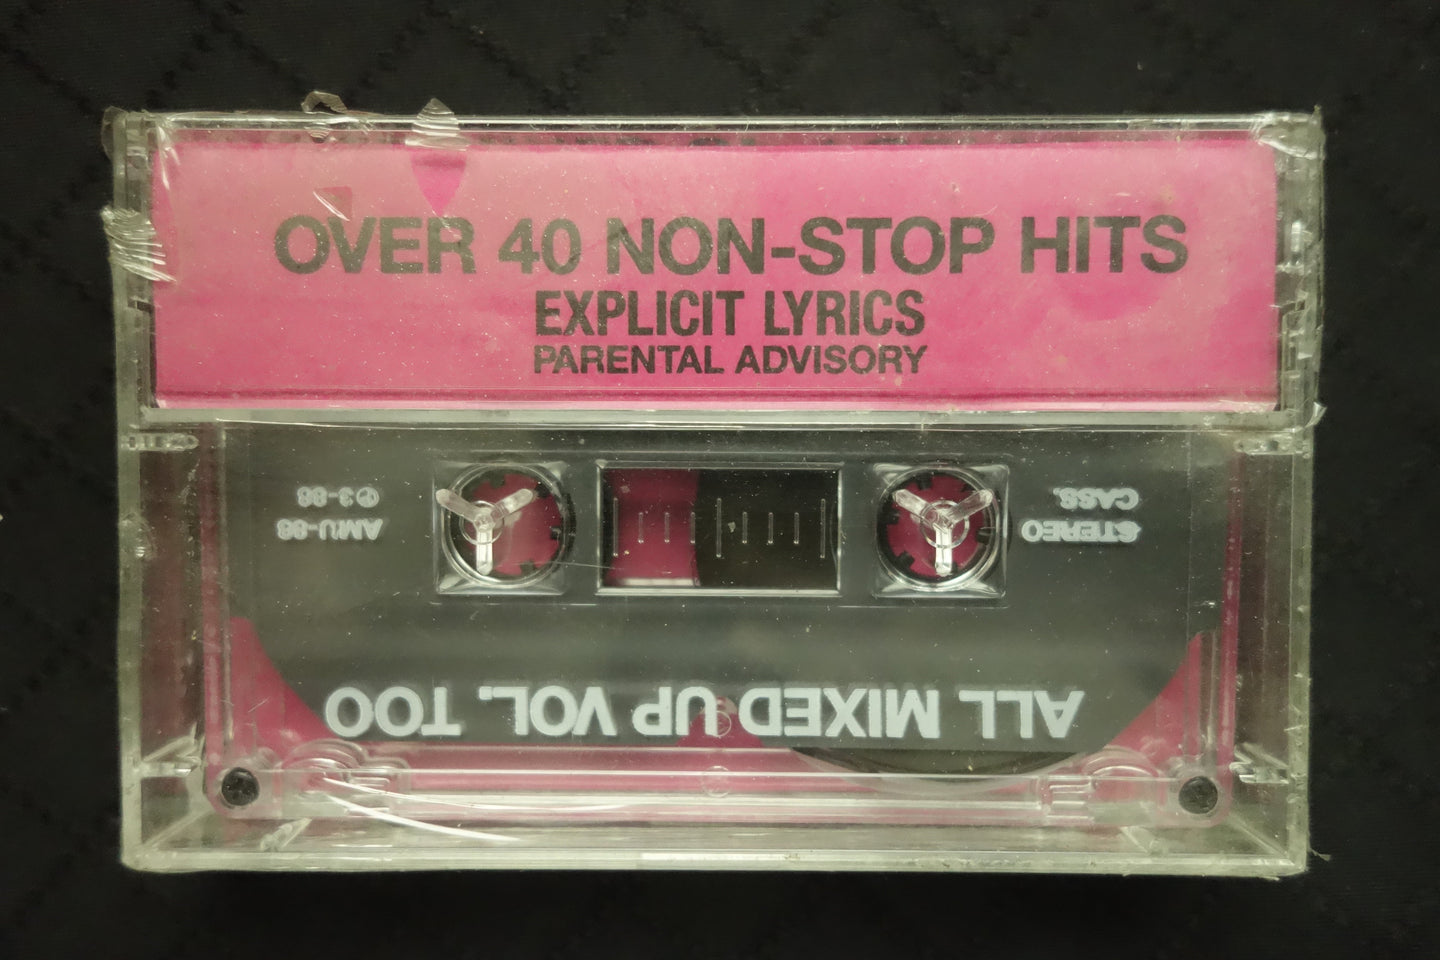 OVER 40 NON-STOP HITS
EXPLICIT LYRICS
PARENTAL ADVISORY
ALL MIXED UP VOL. TOO
STEREO
CASS.
AMU-88
℗ 3-88